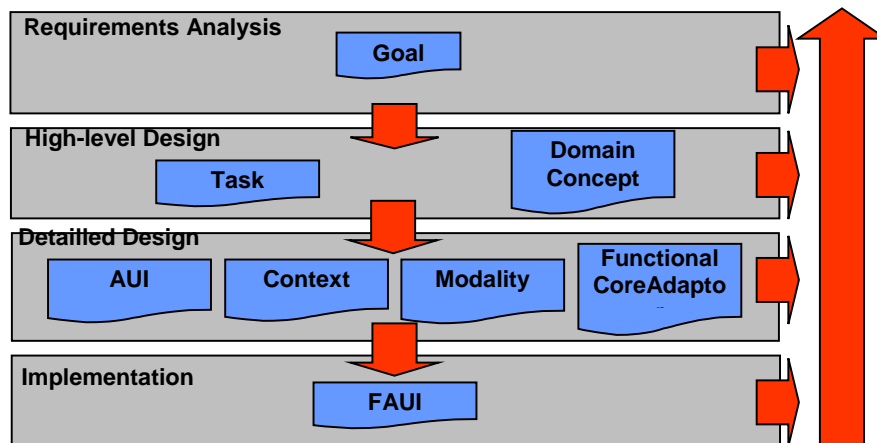 Requirements Analysis
Goal
High-level Design
Task
Domain
Concept
Detailled Design
AUI
Context
Modality
Functional
CoreAdapto
Implementation
FAUI